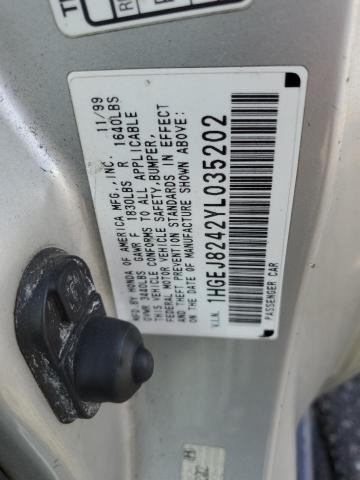 MFG. BY HONDA OF AMERICA MFG., INC. 11/99
GVWR 3440LBS GAWR F 1830LBS R 1640LBS
THIS VEHICLE CONFORMS TO ALL APPLICABLE
FEDERAL MOTOR VEHICLE SAFETY,BUMPER,
AND THEFT PREVENTION STANDARDS IN EFFECT
ON THE DATE OF MANUFACTURE SHOWN ABOVE.
V.I.N. 1HGEJ8242YL035202
PASSENGER CAR